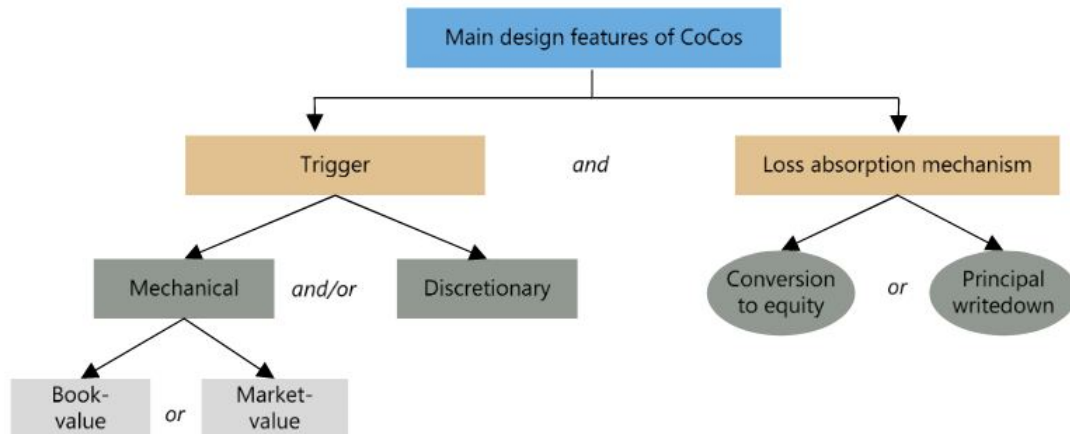 Main design features of CoCos
Trigger
and
Loss absorption mechanism
Mechanical
and/or
Discretionary
Conversion
to equity
or
Principal
writedown
Book-
value
or
Market-
value